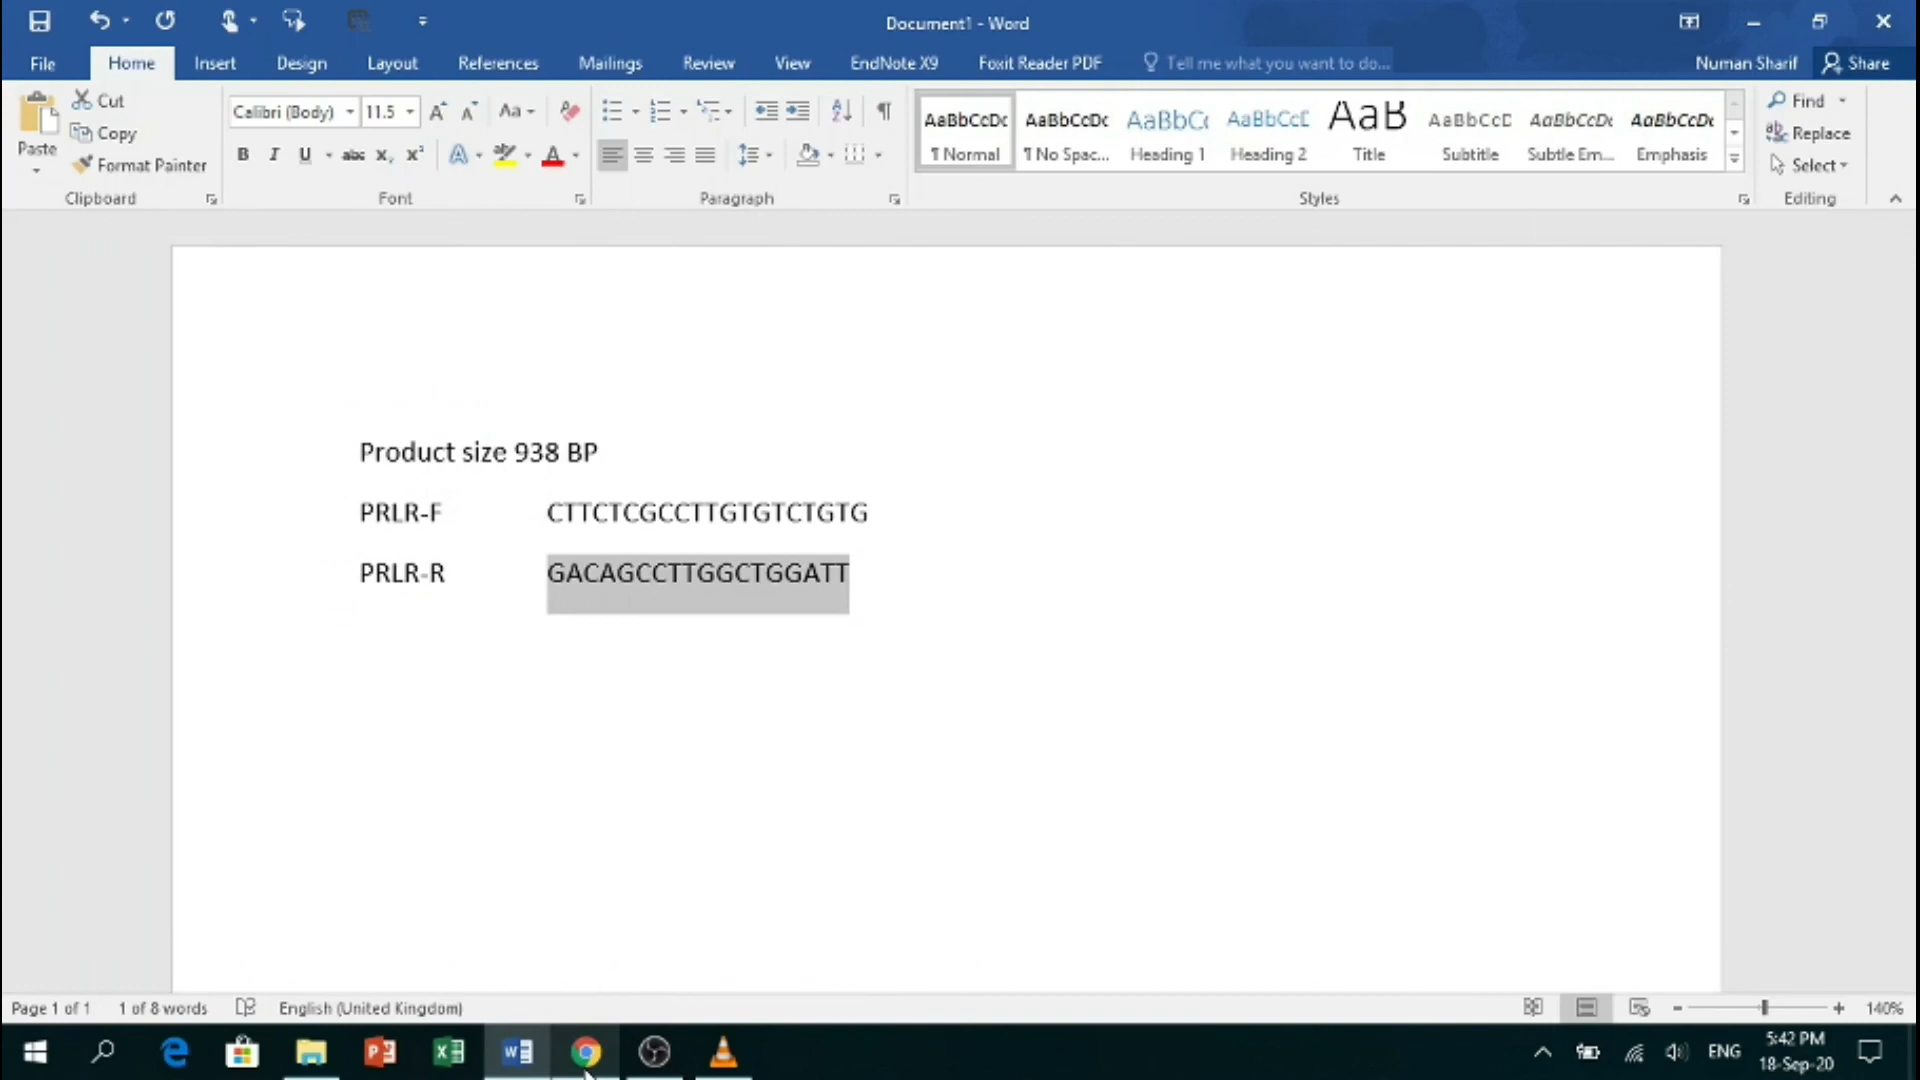 Document1 - Word
File Home Insert Design Layout References Mailings Review View EndNote X9 Foxit Reader PDF Tell me what you want to do... Numan Sharif Share
Paste
Cut
Copy
Format Painter
Clipboard
Calibri (Body) 11.5 Aa
B I U abc X, X² A A
Font
Paragraph
AaBbCcDc AaBbCcDc AaBbCc AaBbCcD AaB AaBbCcD AaBbCcDc AaBbCcDc
¶ Normal ¶ No Spac... Heading 1 Heading 2 Title Subtitle Subtle Em... Emphasis
Styles
Find
Replace
Select
Editing
Product size 938 BP
PRLR-F CTTCTCGCCTTGTGTCTGTG
PRLR-R GACAGCCTTGGCTGGATT
Page 1 of 1 1 of 8 words English (United Kingdom) 140%
ENG 5:42 PM
18-Sep-20